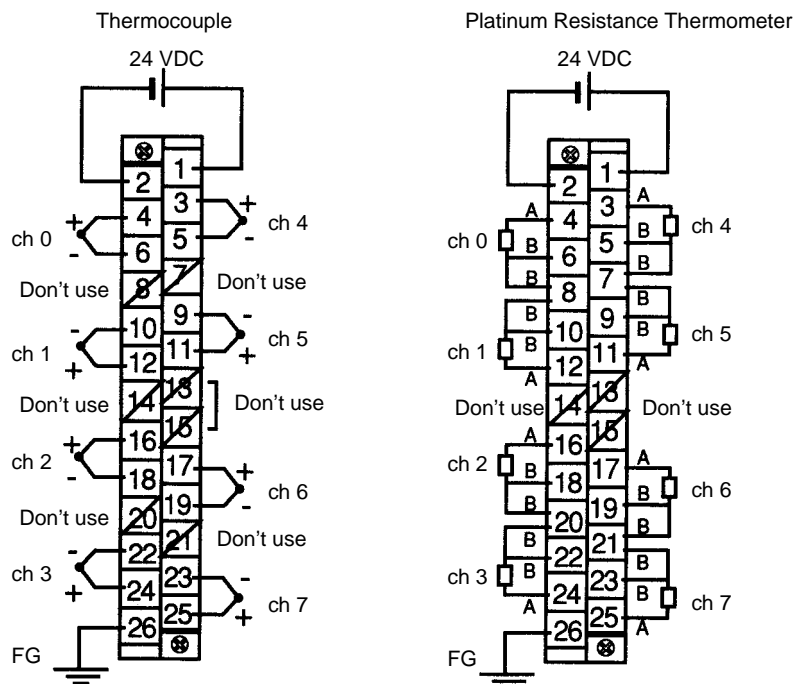 Thermocouple
24 VDC
1
2
3
+
4
+
ch 4
5
-
ch 0
6
-
7
Don't use
Don't use
8
9
-
10
-
ch 5
ch 1
11
+
12
+
13
Don't use
14
Don't use
15
16
+
17
+
ch 2
18
-
ch 6
19
-
Don't use
20
21
Don't use
22
-
23
-
ch 3
24
+
ch 7
25
+
26
FG
Platinum Resistance Thermometer
24 VDC
1
2
3
A
A
4
ch 4
B
5
ch 0
B
6
B
7
B
8
B
B
9
B
10
B
ch 5
ch 1
11
A
12
A
13
Don't use
14
Don't use
15
A
16
17
A
ch 2
B
18
B
ch 6
19
B
20
B
21
B
B
22
23
B
ch 3
B
24
ch 7
25
A
A
26
FG